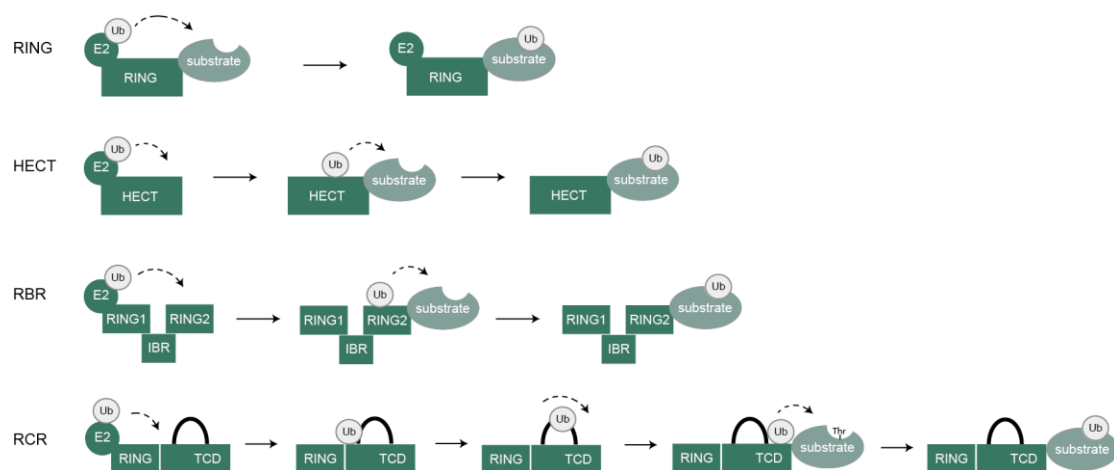 RING
Ub
E2
RING
substrate
E2
RING
Ub
substrate
HECT
Ub
E2
HECT
Ub
HECT
substrate
HECT
Ub
substrate
RBR
Ub
E2
RING1
RING2
IBR
Ub
RING1
RING2
IBR
substrate
RING1
RING2
IBR
Ub
substrate
RCR
Ub
E2
RING
TCD
Ub
RING
TCD
Ub
RING
TCD
Ub
RING
TCD
Thr
substrate
RING
TCD
Ub
substrate